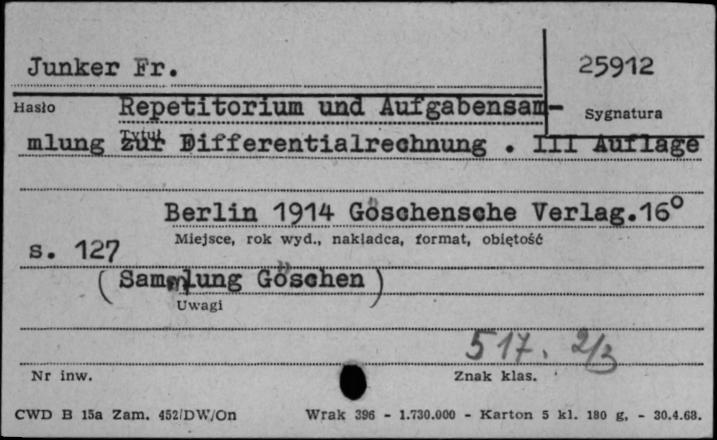 Junker Fr.
25912
Hasło
Repetitorium und Aufgabensam-
Sygnatura
Tytuł
mlung zur Differentialrechnung . III Auflage
Berlin 1914 Göschensche Verlag.16°
Miejsce, rok wyd., nakładca, format, obiętość
s. 127
( Sammlung Göschen )
Uwagi
517. 2/3
Nr inw.
Znak klas.
CWD B 15a Zam. 452/DW/On
Wrak 396 - 1.730.000 - Karton 5 kl. 180 g. - 30.4.68.